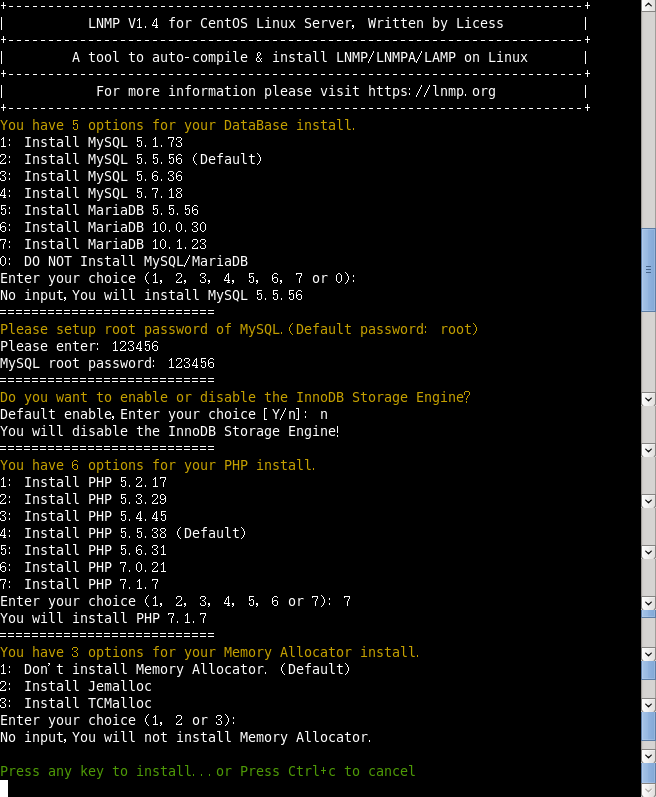 +------------------------------------------------------------------------+
|          LNMP V1.4 for CentOS Linux Server, Written by Licess          |
+------------------------------------------------------------------------+
|        A tool to auto-compile & install LNMP/LNMPA/LAMP on Linux       |
+------------------------------------------------------------------------+
|           For more information please visit https://lnmp.org           |
+------------------------------------------------------------------------+
You have 5 options for your DataBase install.
1: Install MySQL 5.1.73
2: Install MySQL 5.5.56 (Default)
3: Install MySQL 5.6.36
4: Install MySQL 5.7.18
5: Install MariaDB 5.5.56
6: Install MariaDB 10.0.30
7: Install MariaDB 10.1.23
0: DO NOT Install MySQL/MariaDB
Enter your choice (1, 2, 3, 4, 5, 6, 7 or 0):
No input,You will install MySQL 5.5.56
===========================
Please setup root password of MySQL.(Default password: root)
Please enter: 123456
MySQL root password: 123456
===========================
Do you want to enable or disable the InnoDB Storage Engine?
Default enable,Enter your choice [Y/n]: n
You will disable the InnoDB Storage Engine!
===========================
You have 6 options for your PHP install.
1: Install PHP 5.2.17
2: Install PHP 5.3.29
3: Install PHP 5.4.45
4: Install PHP 5.5.38 (Default)
5: Install PHP 5.6.31
6: Install PHP 7.0.21
7: Install PHP 7.1.7
Enter your choice (1, 2, 3, 4, 5, 6 or 7): 7
You will install PHP 7.1.7
===========================
You have 3 options for your Memory Allocator install.
1: Don't install Memory Allocator. (Default)
2: Install Jemalloc
3: Install TCMalloc
Enter your choice (1, 2 or 3):
No input,You will not install Memory Allocator.
Press any key to install...or Press Ctrl+c to cancel